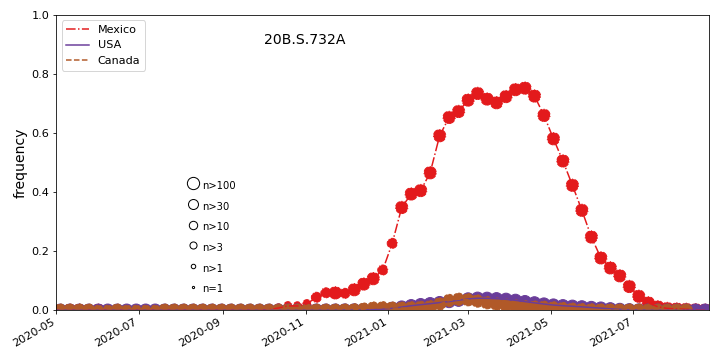 1.0
0.8
0.6
0.4
0.2
0.0
frequency
Mexico
USA
Canada
20B.S.732A
n>100
n>30
n>10
n>3
n>1
n=1
2020-05
2020-07
2020-09
2020-11
2021-01
2021-03
2021-05
2021-07